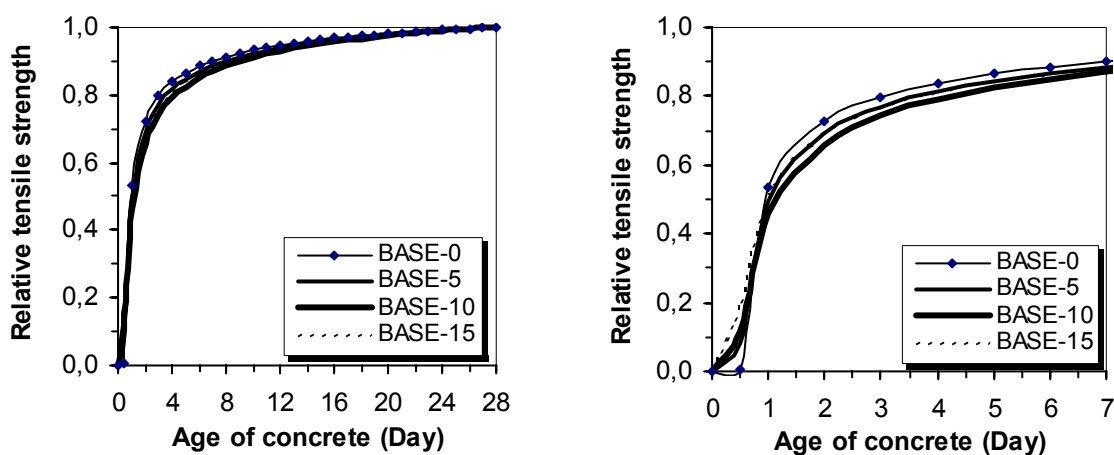 Relative tensile strength
1,0
0,8
0,6
0,4
0,2
0,0
BASE-0
BASE-5
BASE-10
BASE-15
0 4 8 12 16 20 24 28
Age of concrete (Day)
Relative tensile strength
1,0
0,8
0,6
0,4
0,2
0,0
BASE-0
BASE-5
BASE-10
BASE-15
0 1 2 3 4 5 6 7
Age of concrete (Day)